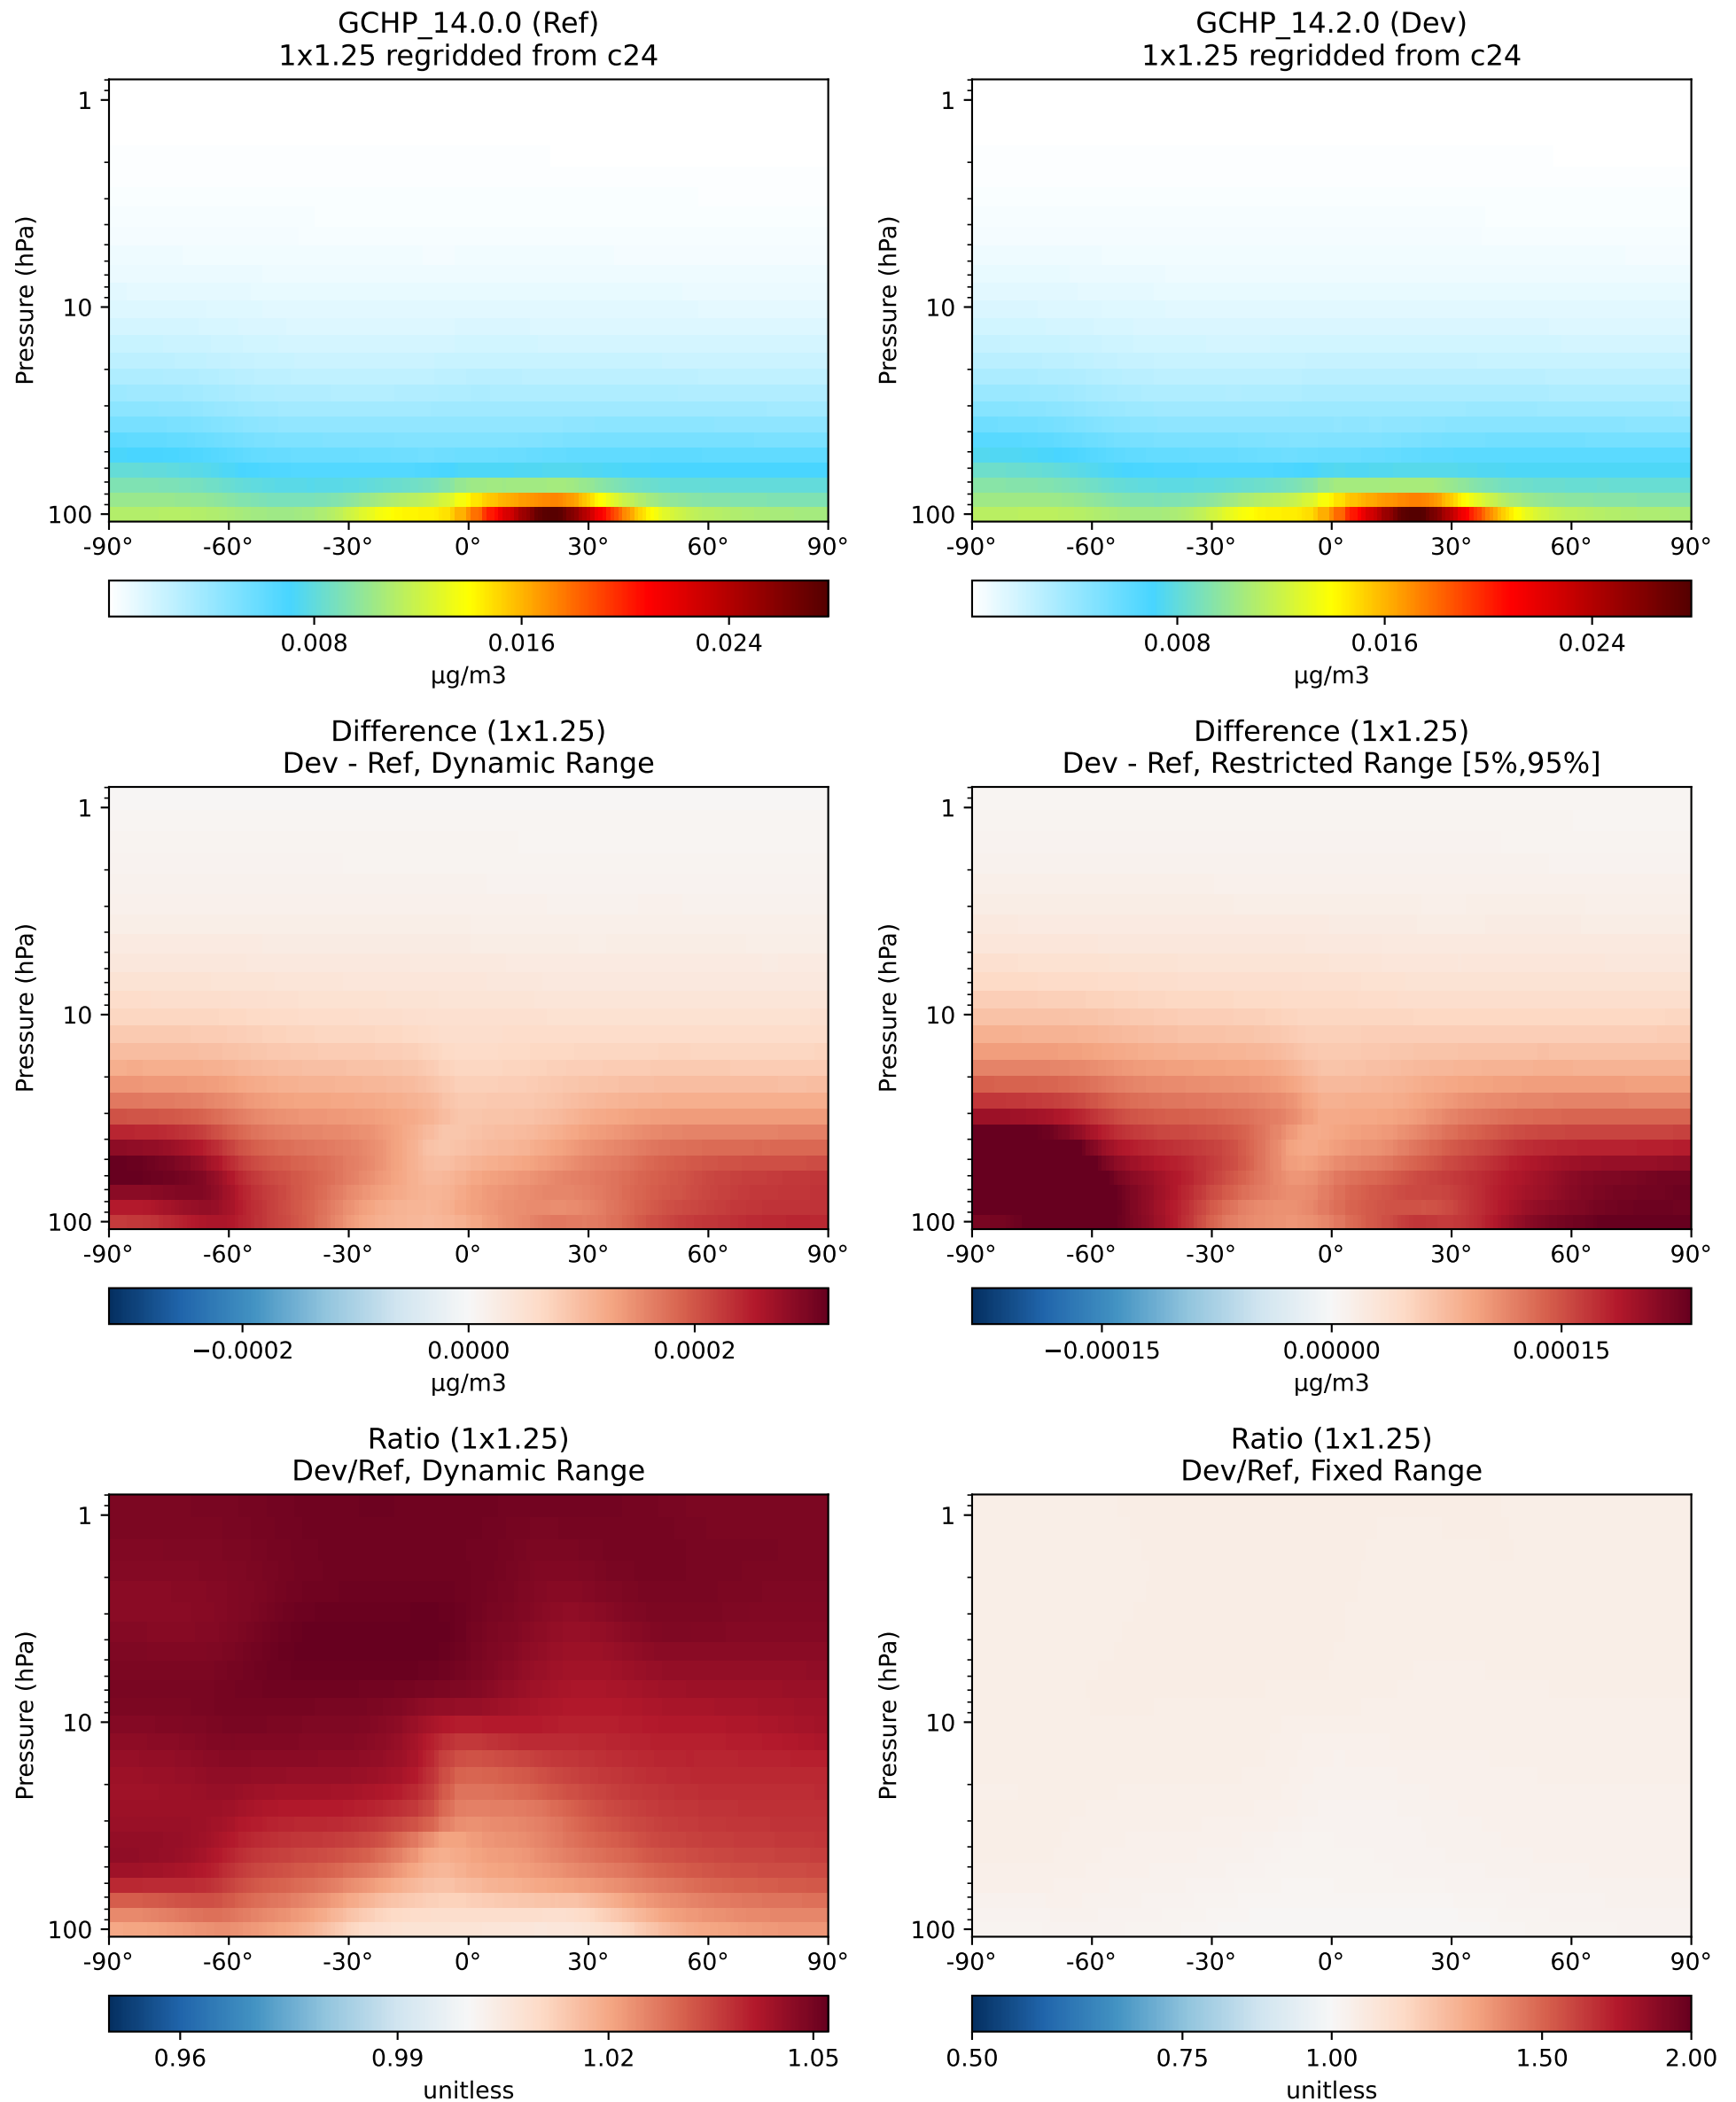 GCHP_14.0.0 (Ref)
1x1.25 regridded from c24
Pressure (hPa)
1
10
100
-90° -60° -30° 0° 30° 60° 90°
0.008 0.016 0.024
µg/m3
GCHP_14.2.0 (Dev)
1x1.25 regridded from c24
Pressure (hPa)
1
10
100
-90° -60° -30° 0° 30° 60° 90°
0.008 0.016 0.024
µg/m3
Difference (1x1.25)
Dev - Ref, Dynamic Range
Pressure (hPa)
1
10
100
-90° -60° -30° 0° 30° 60° 90°
−0.0002 0.0000 0.0002
µg/m3
Difference (1x1.25)
Dev - Ref, Restricted Range [5%,95%]
Pressure (hPa)
1
10
100
-90° -60° -30° 0° 30° 60° 90°
−0.00015 0.00000 0.00015
µg/m3
Ratio (1x1.25)
Dev/Ref, Dynamic Range
Pressure (hPa)
1
10
100
-90° -60° -30° 0° 30° 60° 90°
0.96 0.99 1.02 1.05
unitless
Ratio (1x1.25)
Dev/Ref, Fixed Range
Pressure (hPa)
1
10
100
-90° -60° -30° 0° 30° 60° 90°
0.50 0.75 1.00 1.50 2.00
unitless